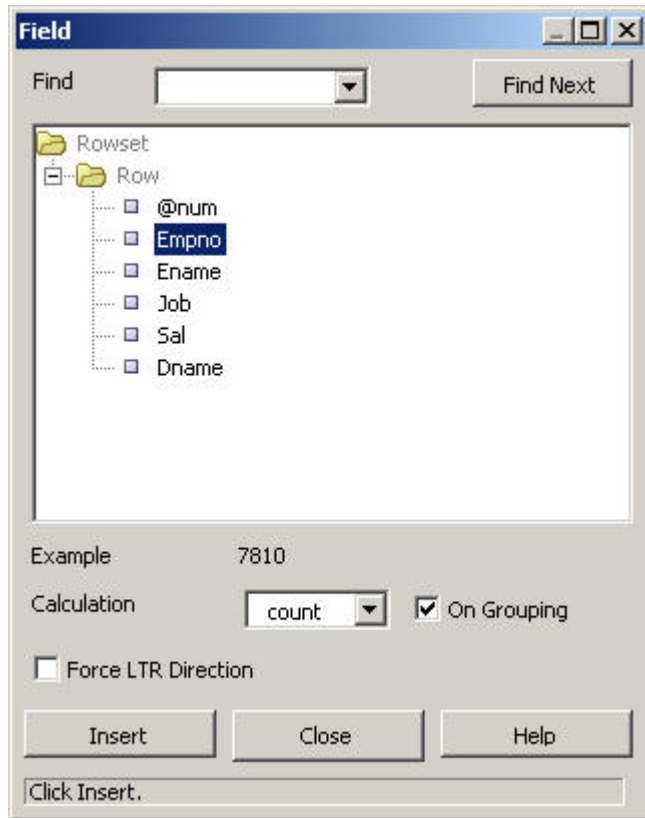 Field
Find Find Next
Rowset
Row
@num
Empno
Ename
Job
Sal
Dname
Example 7810
Calculation count On Grouping
Force LTR Direction
Insert Close Help
Click Insert.